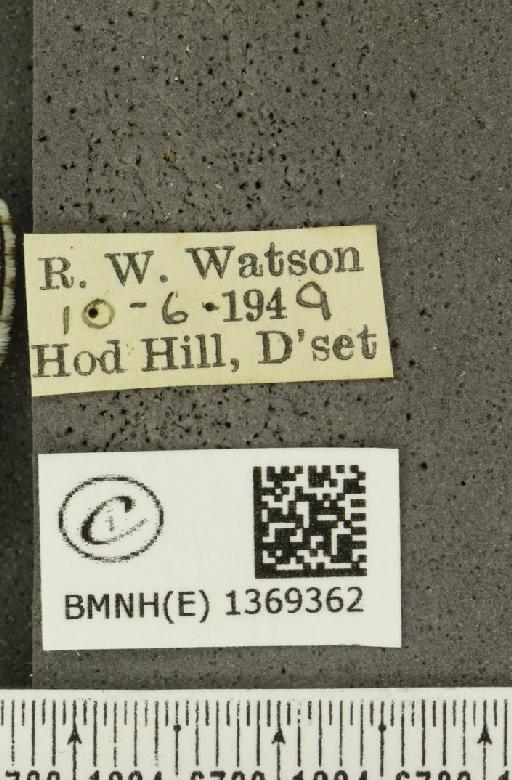 R. W. Watson
10-6.1949
Hod Hill, D'set
C
BMNH(E) 1369362